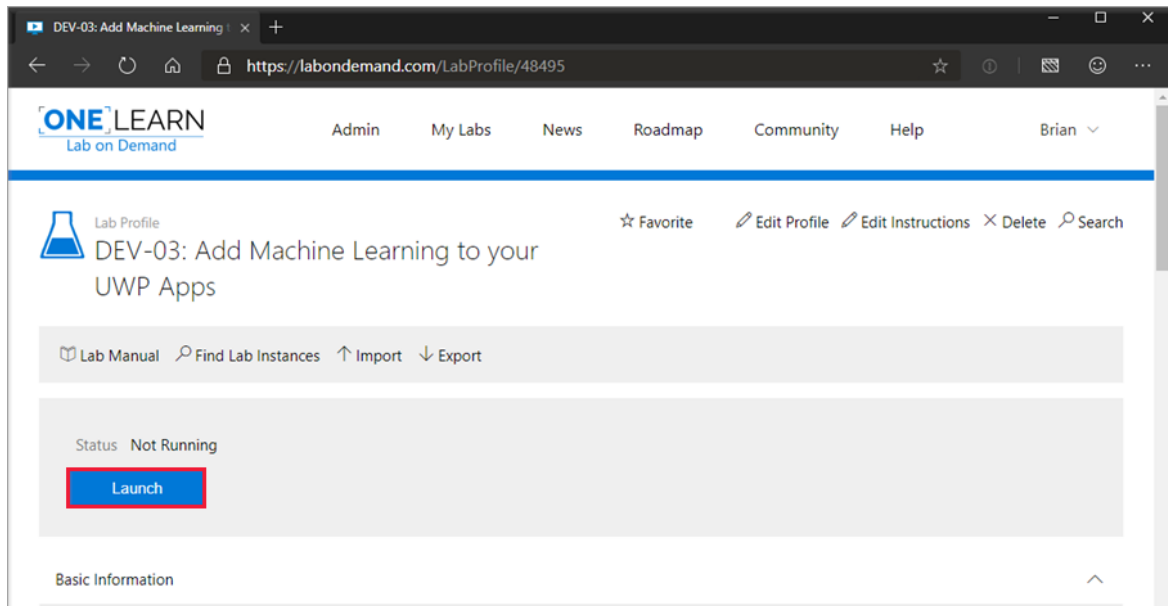 DEV-03: Add Machine Learning t
https://labondemand.com/LabProfile/48495
ONE LEARN
Lab on Demand
Admin My Labs News Roadmap Community Help Brian
Lab Profile
Favorite Edit Profile Edit Instructions Delete Search
DEV-03: Add Machine Learning to your
UWP Apps
Lab Manual Find Lab Instances Import Export
Status Not Running
Launch
Basic Information